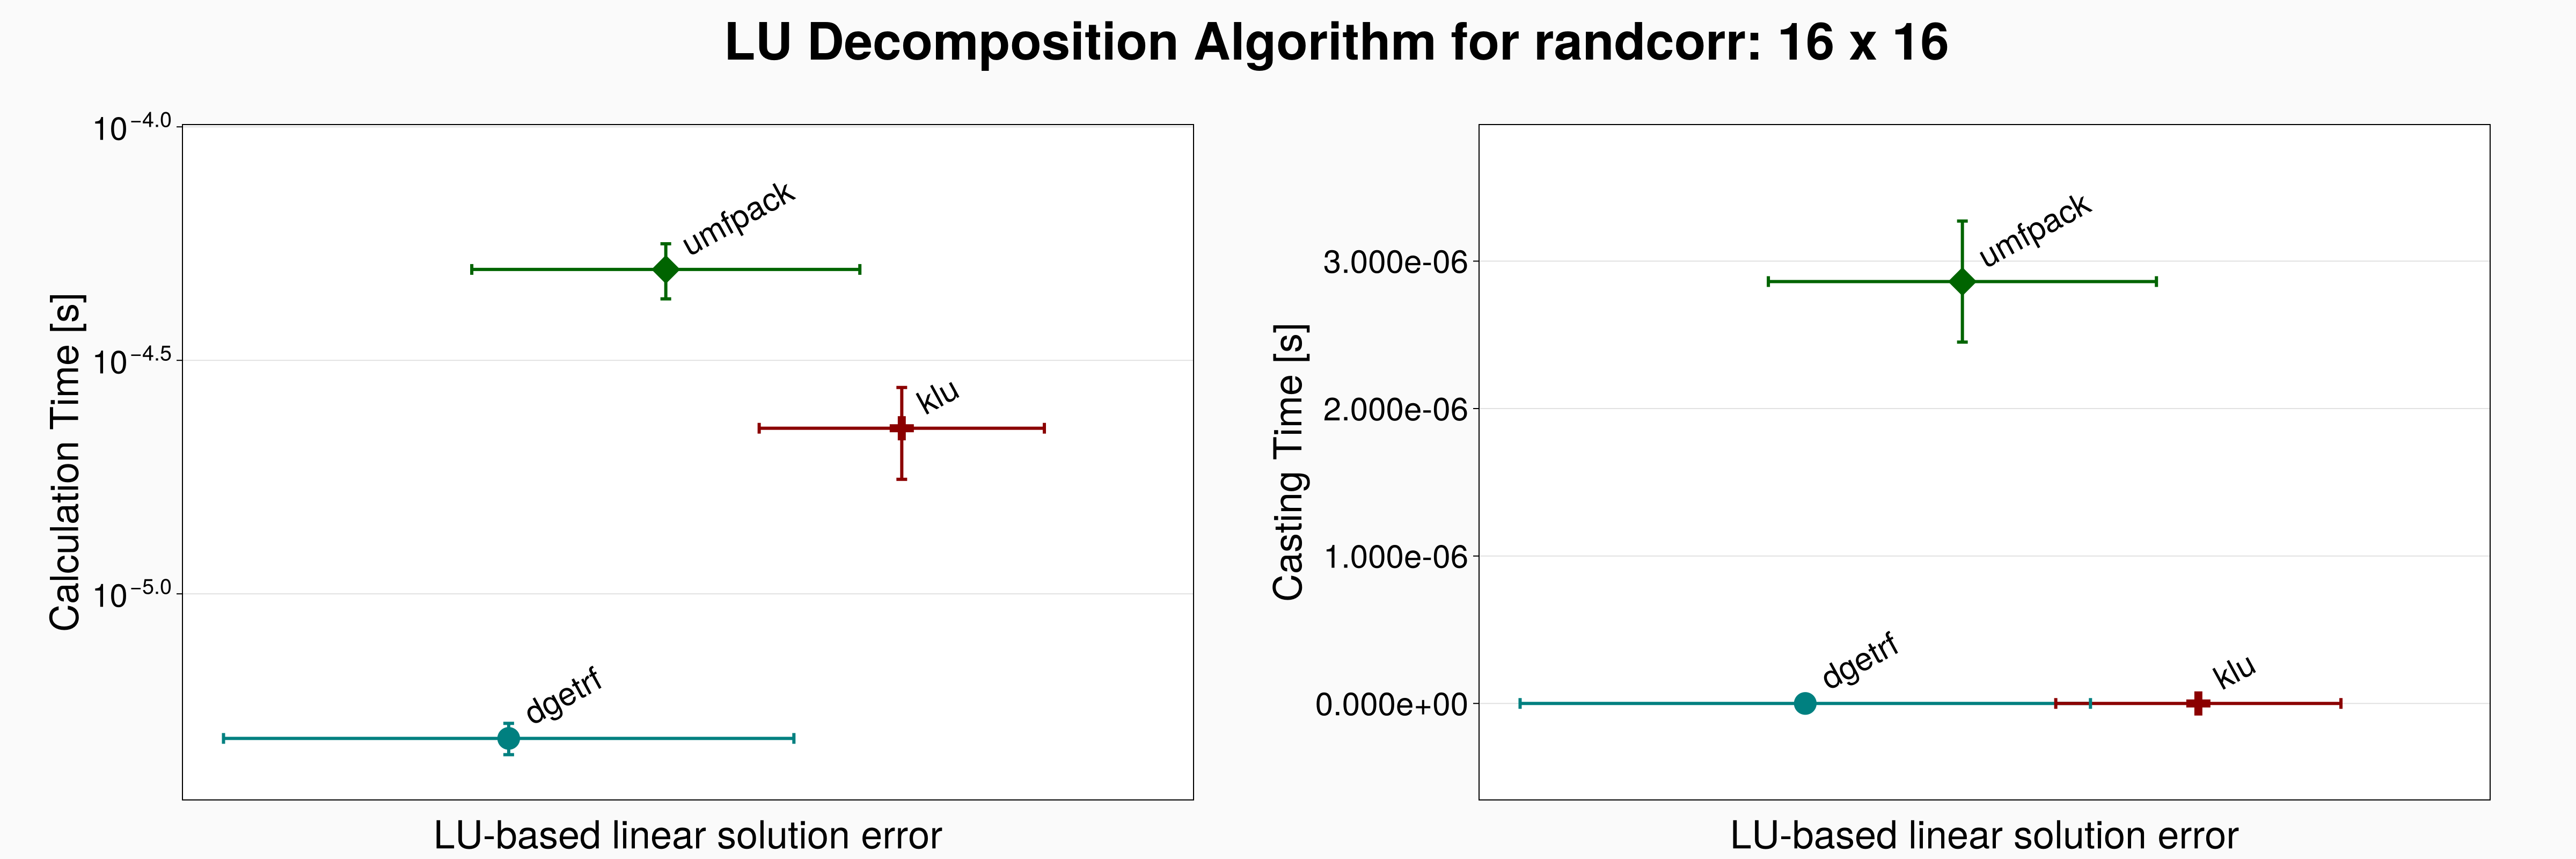 LU Decomposition Algorithm for randcorr: 16 x 16
Calculation Time [s]
10^−4.0
10^−4.5
10^−5.0
umfpack
klu
dgetrf
LU-based linear solution error
Casting Time [s]
3.000e-06
2.000e-06
1.000e-06
0.000e+00
umfpack
dgetrf
klu
LU-based linear solution error